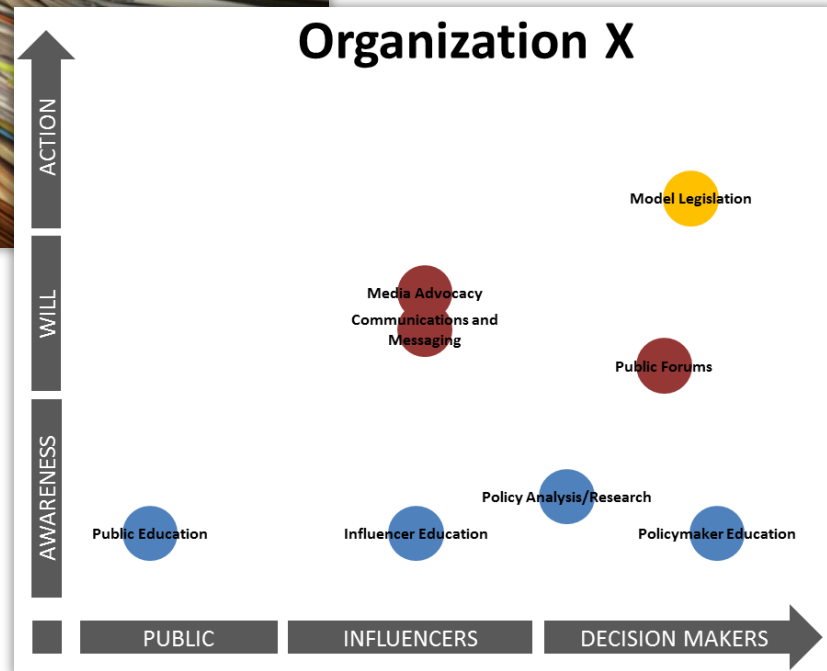 Organization X
ACTION
Model Legislation
WILL
Media Advocacy
Communications and
Messaging
Public Forums
AWARENESS
Policy Analysis/Research
Public Education
Influencer Education
Policymaker Education
PUBLIC
INFLUENCERS
DECISION MAKERS